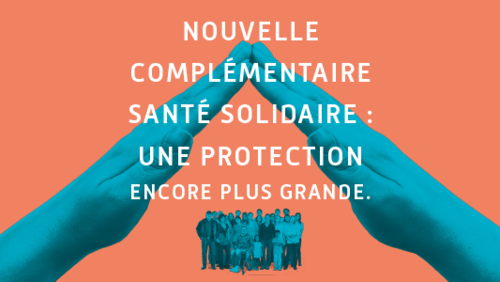 NOUVELLE
COMPLÉMENTAIRE
SANTÉ SOLIDAIRE :
UNE PROTECTION
ENCORE PLUS GRANDE.